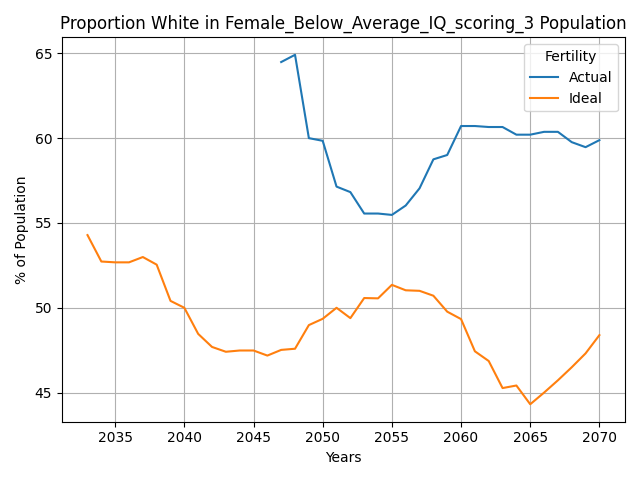 Proportion White in Female_Below_Average_IQ_scoring_3 Population
Fertility
Actual
Ideal
65
60
55
50
45
% of Population
2035 2040 2045 2050 2055 2060 2065 2070
Years